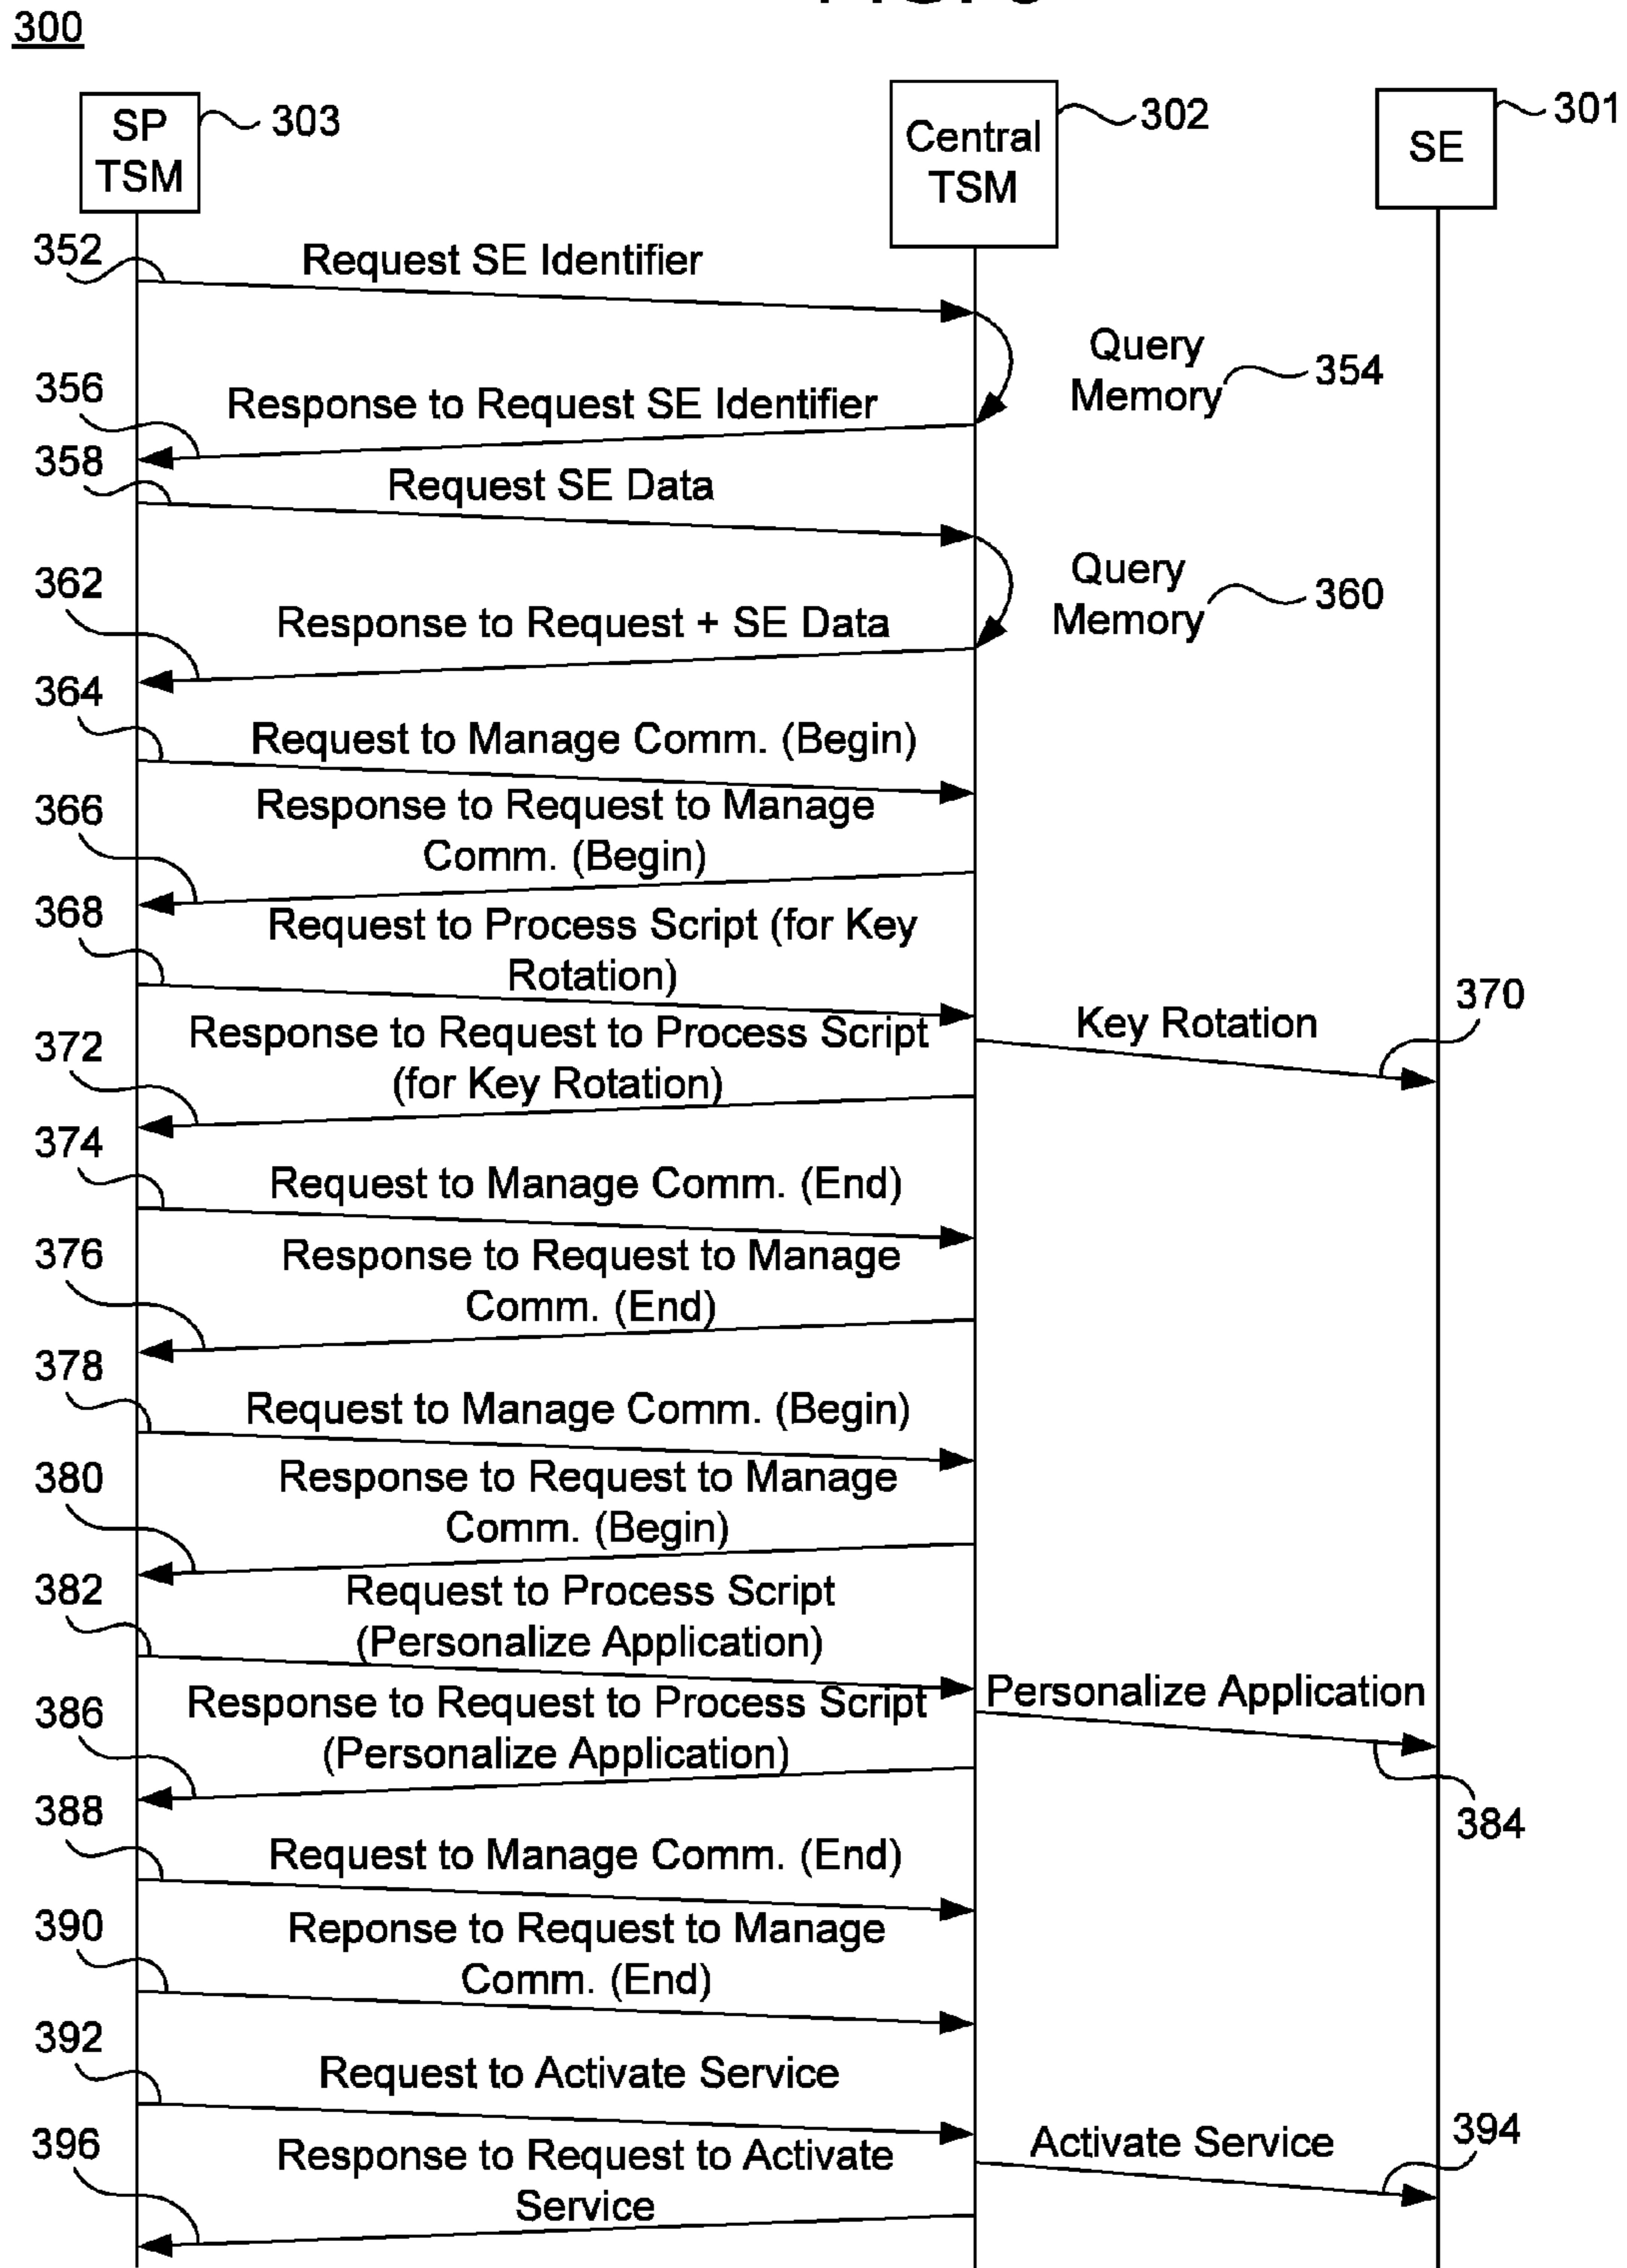 300
SP
TSM
303
Central
TSM
302
SE
301
352
Request SE Identifier
Query
Memory
354
356
Response to Request SE Identifier
358
Request SE Data
Query
Memory
360
362
Response to Request + SE Data
364
Request to Manage Comm. (Begin)
366
Response to Request to Manage
Comm. (Begin)
368
Request to Process Script (for Key
Rotation)
370
Key Rotation
372
Response to Request to Process Script
(for Key Rotation)
374
Request to Manage Comm. (End)
376
Response to Request to Manage
Comm. (End)
378
Request to Manage Comm. (Begin)
380
Response to Request to Manage
Comm. (Begin)
382
Request to Process Script
(Personalize Application)
Personalize Application
384
386
Response to Request to Process Script
(Personalize Application)
388
Request to Manage Comm. (End)
390
Reponse to Request to Manage
Comm. (End)
392
Request to Activate Service
Activate Service
394
396
Response to Request to Activate
Service